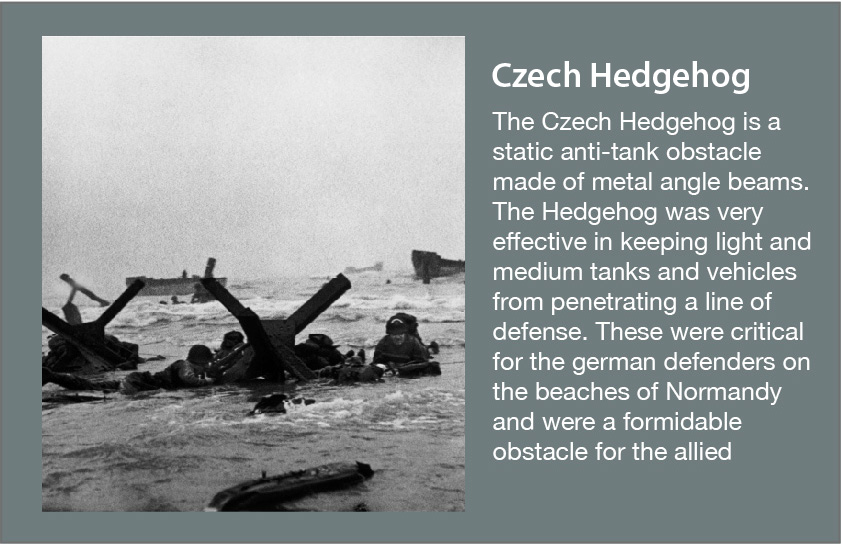 Czech Hedgehog
The Czech Hedgehog is a
static anti-tank obstacle
made of metal angle beams.
The Hedgehog was very
effective in keeping light and
medium tanks and vehicles
from penetrating a line of
defense. These were critical
for the german defenders on
the beaches of Normandy
and were a formidable
obstacle for the allied